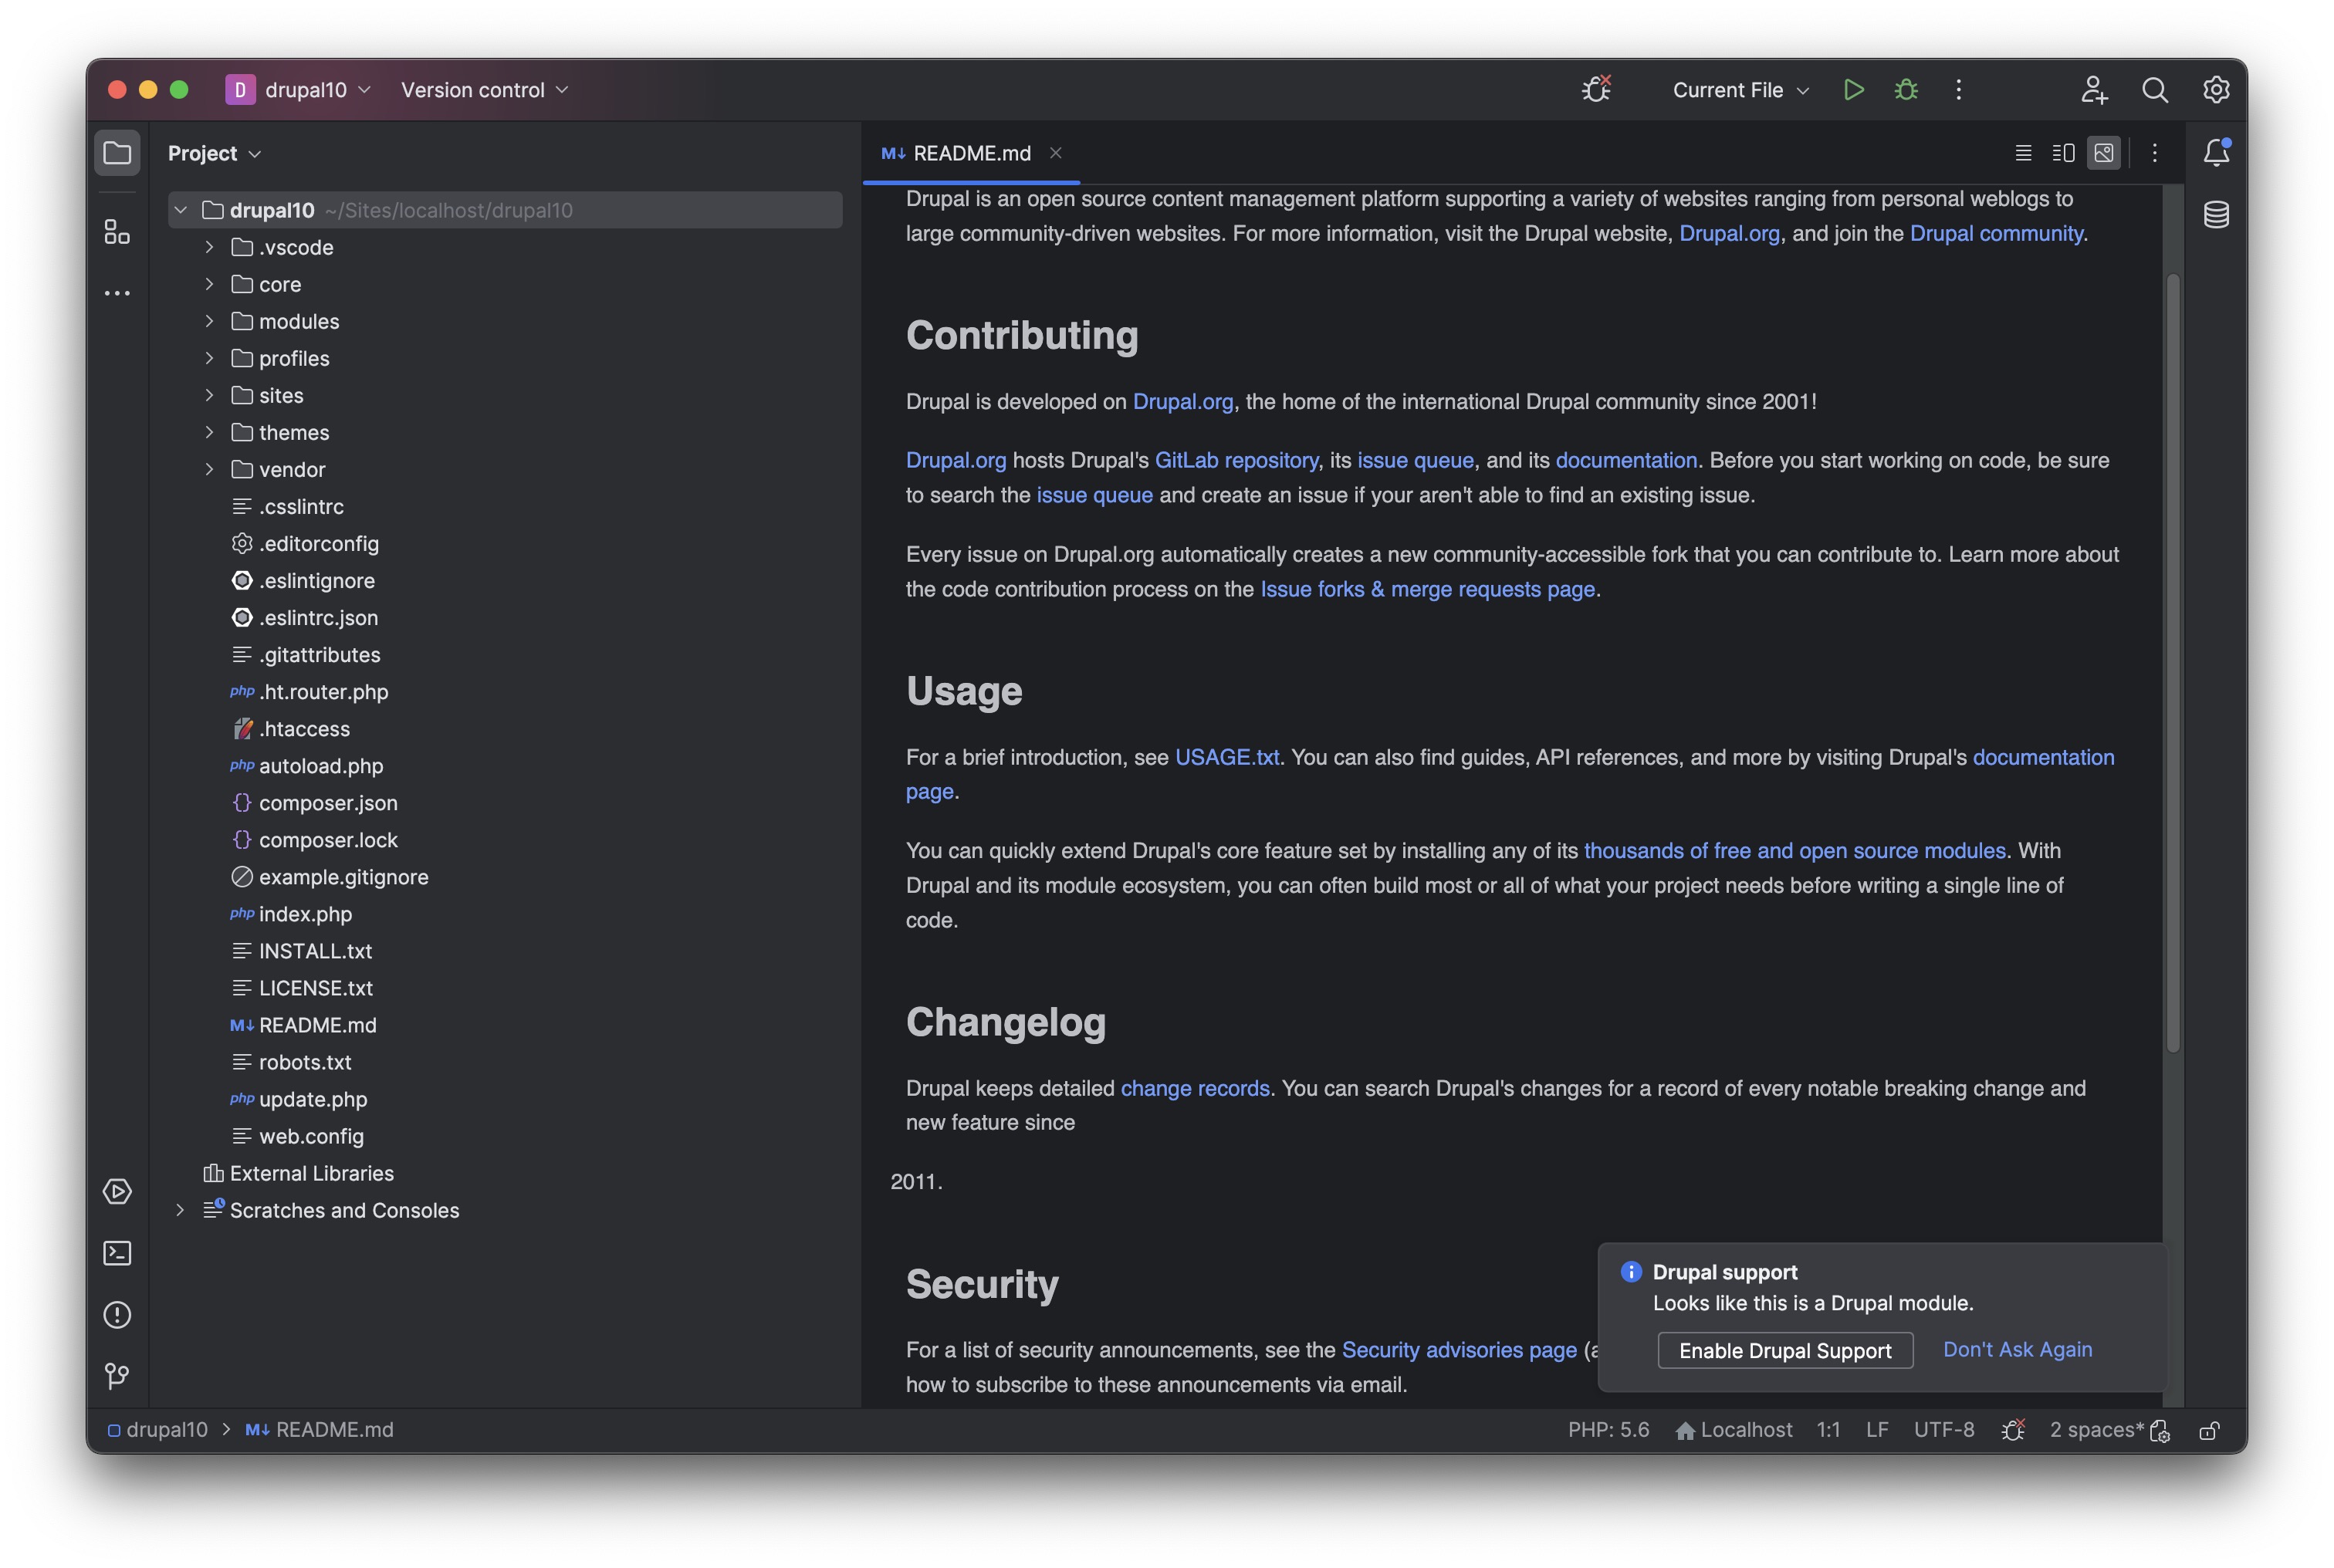 D drupal10 Version control Current File
Project
README.md
drupal10 ~/Sites/localhost/drupal10
.vscode
core
modules
profiles
sites
themes
vendor
.csslintrc
.editorconfig
.eslintignore
.eslintrc.json
.gitattributes
php .ht.router.php
.htaccess
php autoload.php
{} composer.json
{} composer.lock
example.gitignore
php index.php
INSTALL.txt
LICENSE.txt
M↓ README.md
robots.txt
php update.php
web.config
External Libraries
Scratches and Consoles
M↓ README.md
Drupal is an open source content management platform supporting a variety of websites ranging from personal weblogs to
large community-driven websites. For more information, visit the Drupal website, Drupal.org, and join the Drupal community.
Contributing
Drupal is developed on Drupal.org, the home of the international Drupal community since 2001!
Drupal.org hosts Drupal's GitLab repository, its issue queue, and its documentation. Before you start working on code, be sure
to search the issue queue and create an issue if your aren't able to find an existing issue.
Every issue on Drupal.org automatically creates a new community-accessible fork that you can contribute to. Learn more about
the code contribution process on the Issue forks & merge requests page.
Usage
For a brief introduction, see USAGE.txt. You can also find guides, API references, and more by visiting Drupal's documentation
page.
You can quickly extend Drupal's core feature set by installing any of its thousands of free and open source modules. With
Drupal and its module ecosystem, you can often build most or all of what your project needs before writing a single line of
code.
Changelog
Drupal keeps detailed change records. You can search Drupal's changes for a record of every notable breaking change and
new feature since
2011.
Security
For a list of security announcements, see the Security advisories page (a
how to subscribe to these announcements via email.
Drupal support
Looks like this is a Drupal module.
Enable Drupal Support Don't Ask Again
drupal10 > M↓ README.md PHP: 5.6 Localhost 1:1 LF UTF-8 2 spaces*